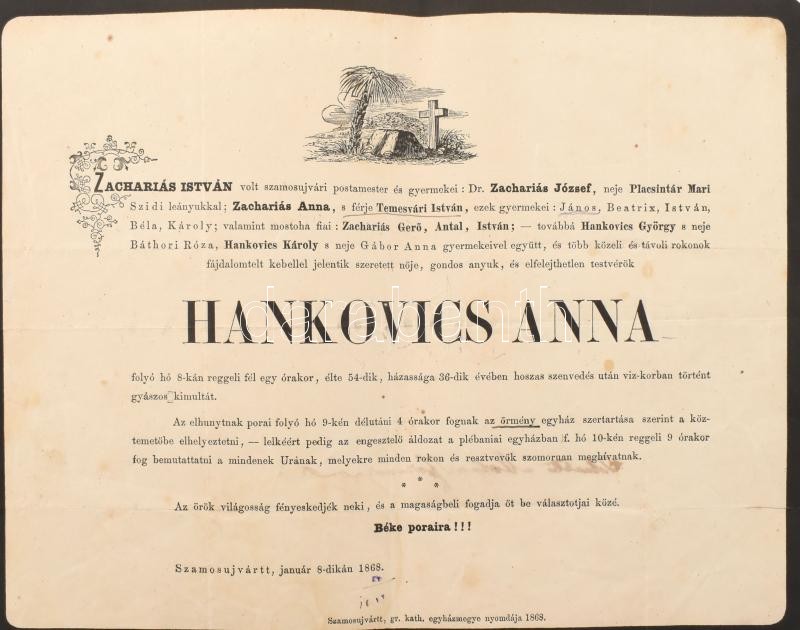 ZACHARIÁS ISTVÁN volt szamosujvári postamester és gyermekei: Dr. Zachariás József, neje Placsintár Mari
Szidi leányukkal; Zachariás Anna, s férje Temesvári István, ezek gyermekei: János, Beatrix, István,
Béla, Károly; valamint mostoha fiai: Zachariás Gerő, Antal, István; — továbbá Hankovics György s neje
Báthori Róza, Hankovics Károly s neje Gábor Anna gyermekeivel együtt, és több közeli és távoli rokonok
fájdalomtelt kebellel jelentik szeretett nője, gondos anyuk, és elfelejthetlen testvérök
HANKOVICS ANNA
folyó hó 8-kán reggeli fél egy órakor, élte 54-dik, házassága 36-dik évében hoszas szenvedés után viz-korban történt
gyászos kimultát.
Az elhunytnak porai folyó hó 9-kén délutáni 4 órakor fognak az örmény egyház szertartása szerint a köz-
temetőbe elhelyeztetni, — lelkéért pedig az engesztelő áldozat a plébaniai egyházban f. hó 10-kén reggeli 9 órakor
fog bemutattatni a mindenek Urának, melyekre minden rokon és resztvevők szomoruan meghívatnak.
* * *
Az örök világosság fényeskedjék neki, és a magaságbeli fogadja őt be választotjai közé.
Béke poraira!!!
Szamosujvártt, január 8-dikán 1868.
Szamosujvártt, gr. kath. egyházmegye nyomdája 1868.